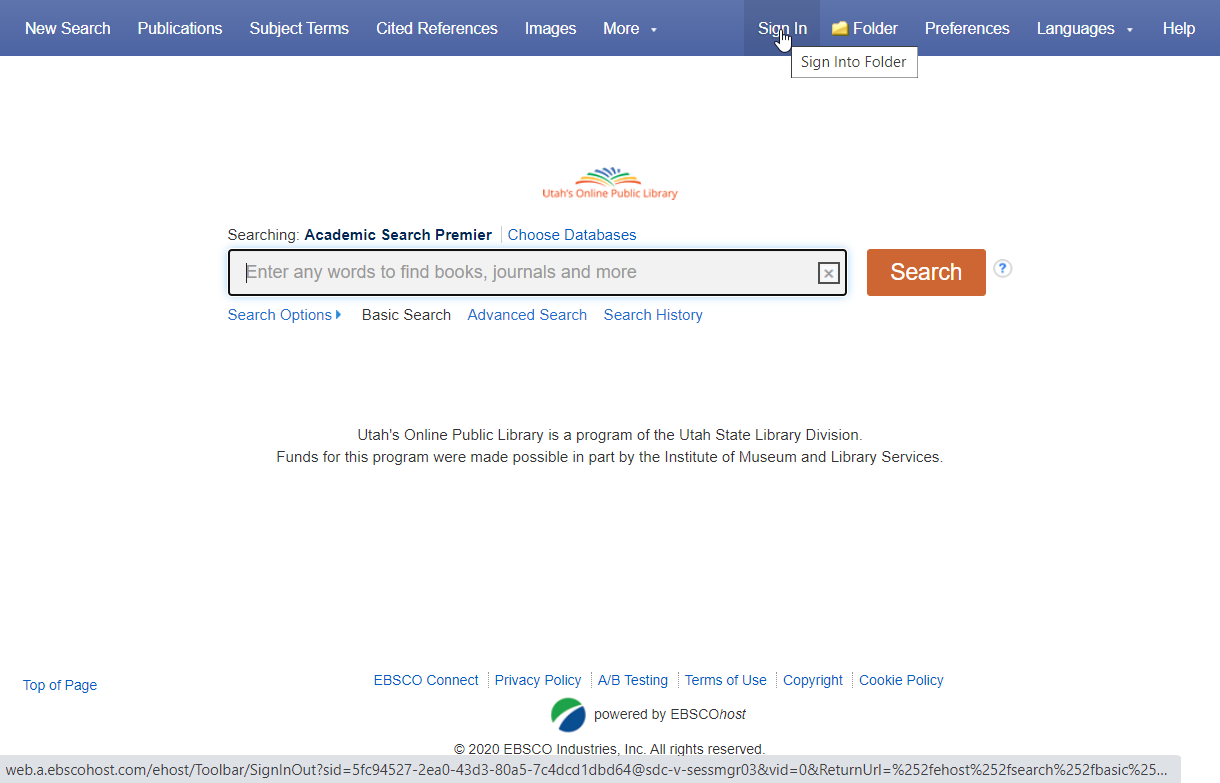 New Search Publications Subject Terms Cited References Images More Sign In Folder Preferences Languages Help
Sign Into Folder
Utah's Online Public Library
Searching: Academic Search Premier Choose Databases
Enter any words to find books, journals and more Search ?
Search Options Basic Search Advanced Search Search History
Utah's Online Public Library is a program of the Utah State Library Division.
Funds for this program were made possible in part by the Institute of Museum and Library Services.
Top of Page EBSCO Connect Privacy Policy A/B Testing Terms of Use Copyright Cookie Policy
powered by EBSCOhost
© 2020 EBSCO Industries, Inc. All rights reserved.
web.a.ebscohost.com/ehost/Toolbar/SignInOut?sid=5fc94527-2ea0-43d3-80a5-7c4dcd1dbd64@sdc-v-sessmgr03&vid=0&ReturnUrl=%252fehost%252fsearch%252fbasic%25...